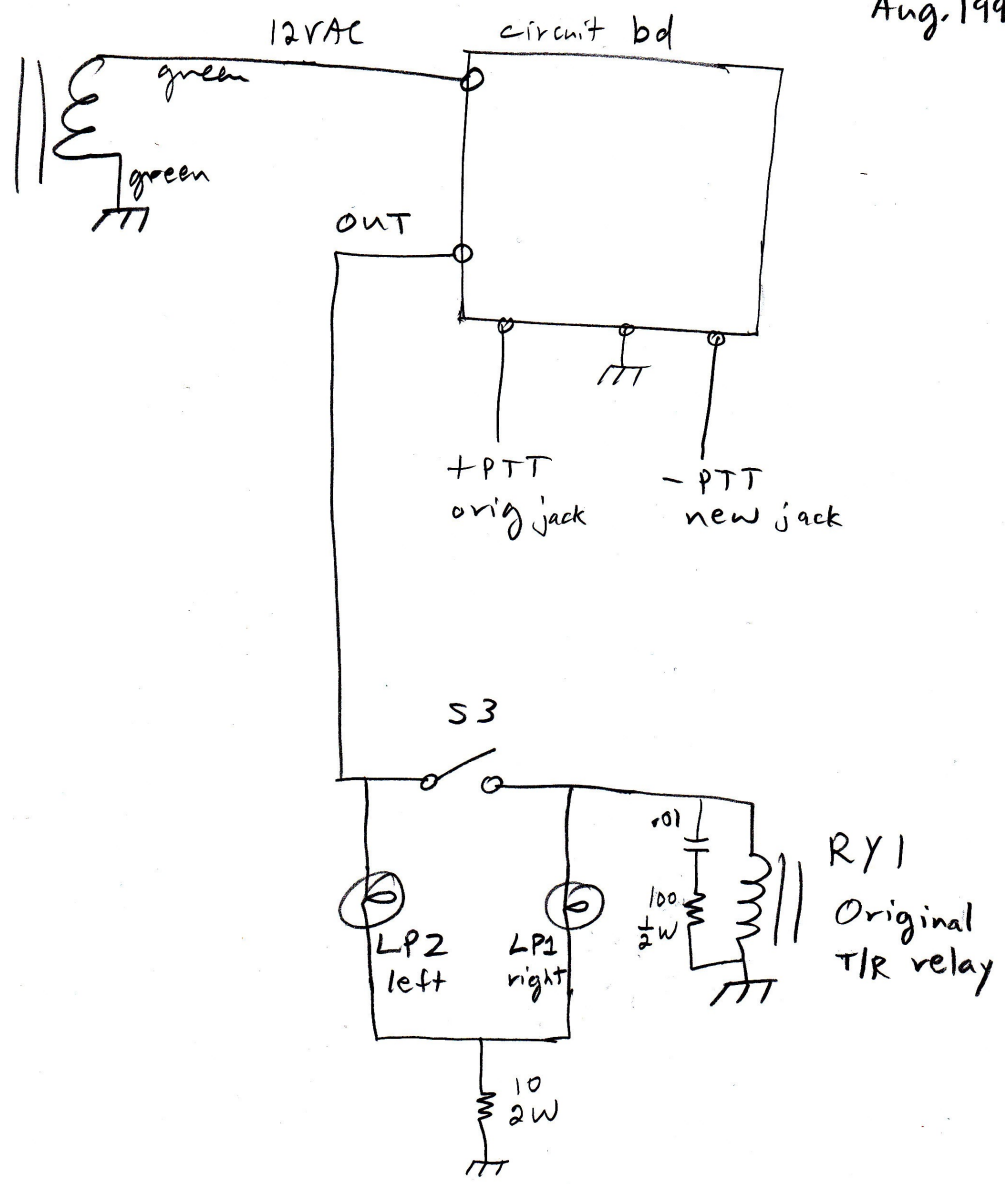 Aug. 199
12VAC
circuit bd
green
green
OUT
+PTT
orig jack
- PTT
new jack
S3
.01
100
½W
RY1
Original
T/R relay
LP2
left
LP1
right
10
2W